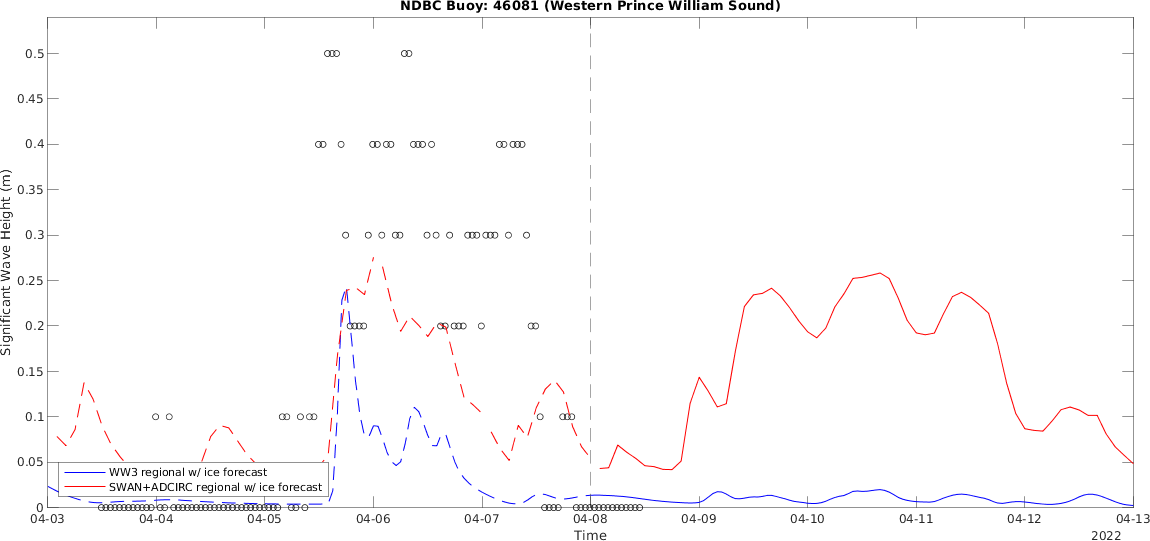 NDBC Buoy: 46081 (Western Prince William Sound)
Significant Wave Height (m)
0.5
0.45
0.4
0.35
0.3
0.25
0.2
0.15
0.1
0.05
0
WW3 regional w/ ice forecast
SWAN+ADCIRC regional w/ ice forecast
04-03 04-04 04-05 04-06 04-07 04-08 04-09 04-10 04-11 04-12 04-13
Time
2022